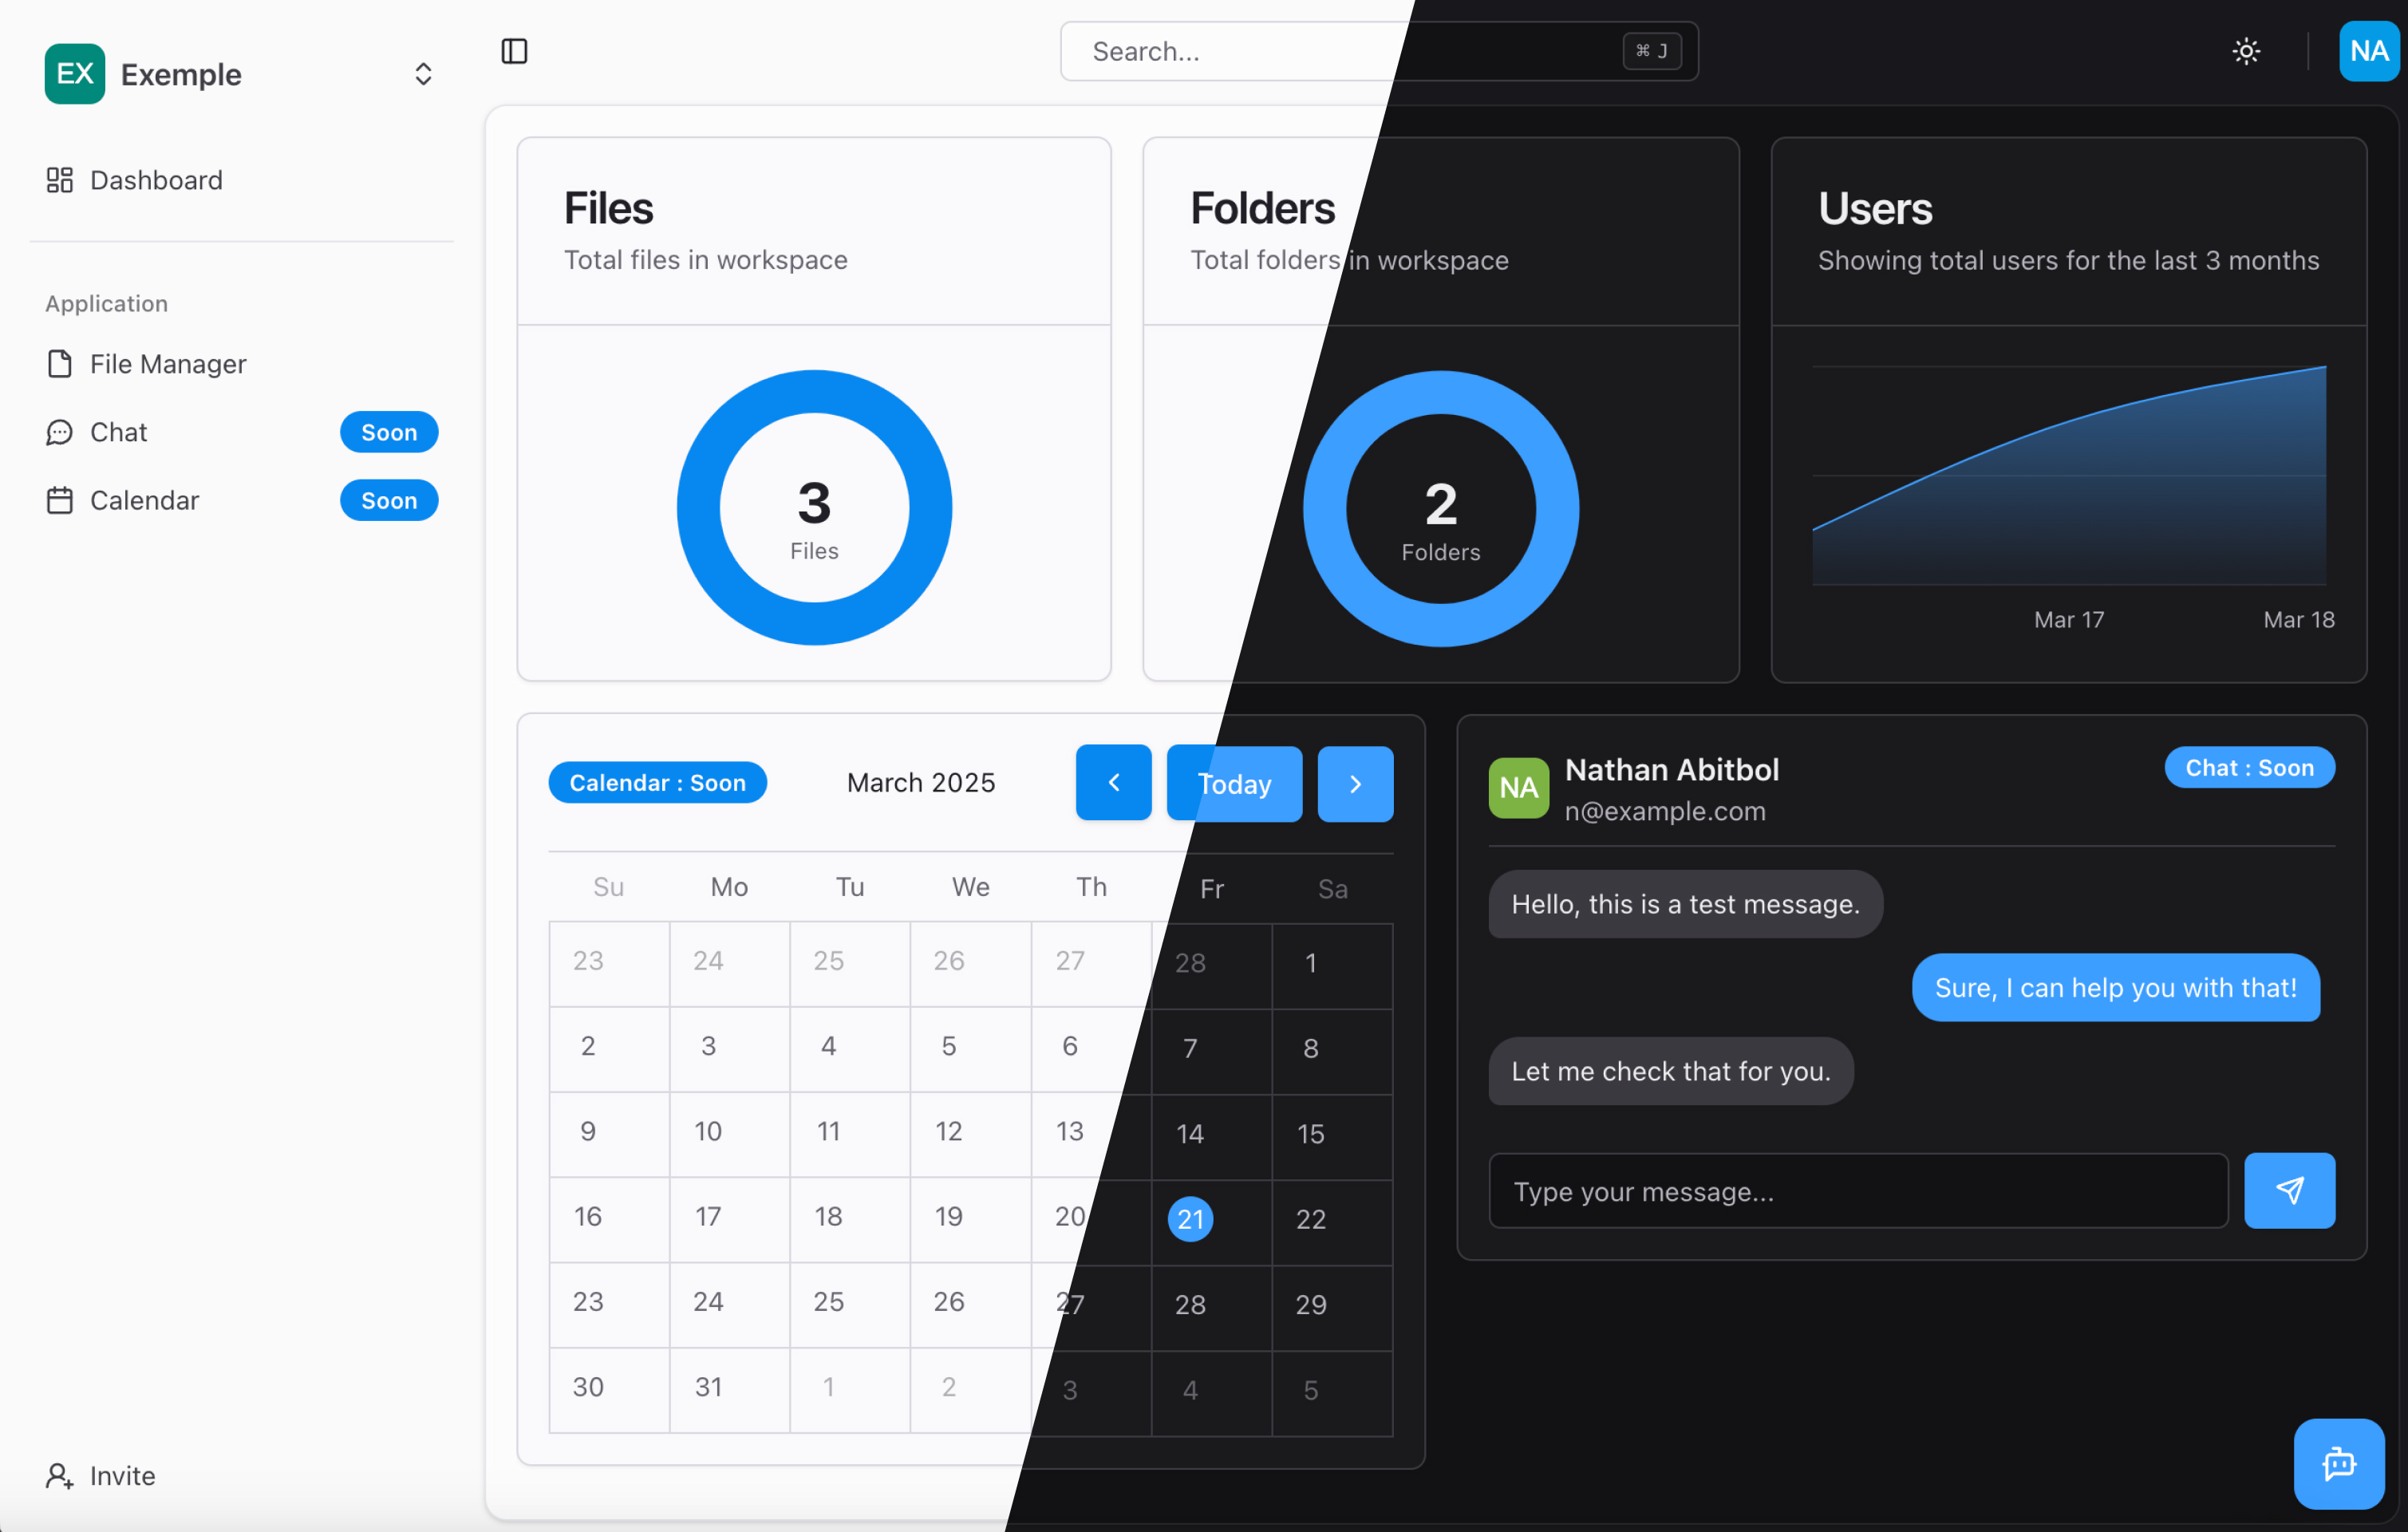 EX Exemple
Dashboard
Application
File Manager
Chat Soon
Calendar Soon
Invite
Search... ⌘ J
NA
Files
Total files in workspace
3
Files
Folders
Total folders in workspace
2
Folders
Users
Showing total users for the last 3 months
Mar 17 Mar 18
Calendar : Soon March 2025 Today
Su Mo Tu We Th Fr Sa
23 24 25 26 27 28 1
2 3 4 5 6 7 8
9 10 11 12 13 14 15
16 17 18 19 20 21 22
23 24 25 26 27 28 29
30 31 1 2 3 4 5
NA Nathan Abitbol Chat : Soon
n@example.com
Hello, this is a test message.
Sure, I can help you with that!
Let me check that for you.
Type your message...